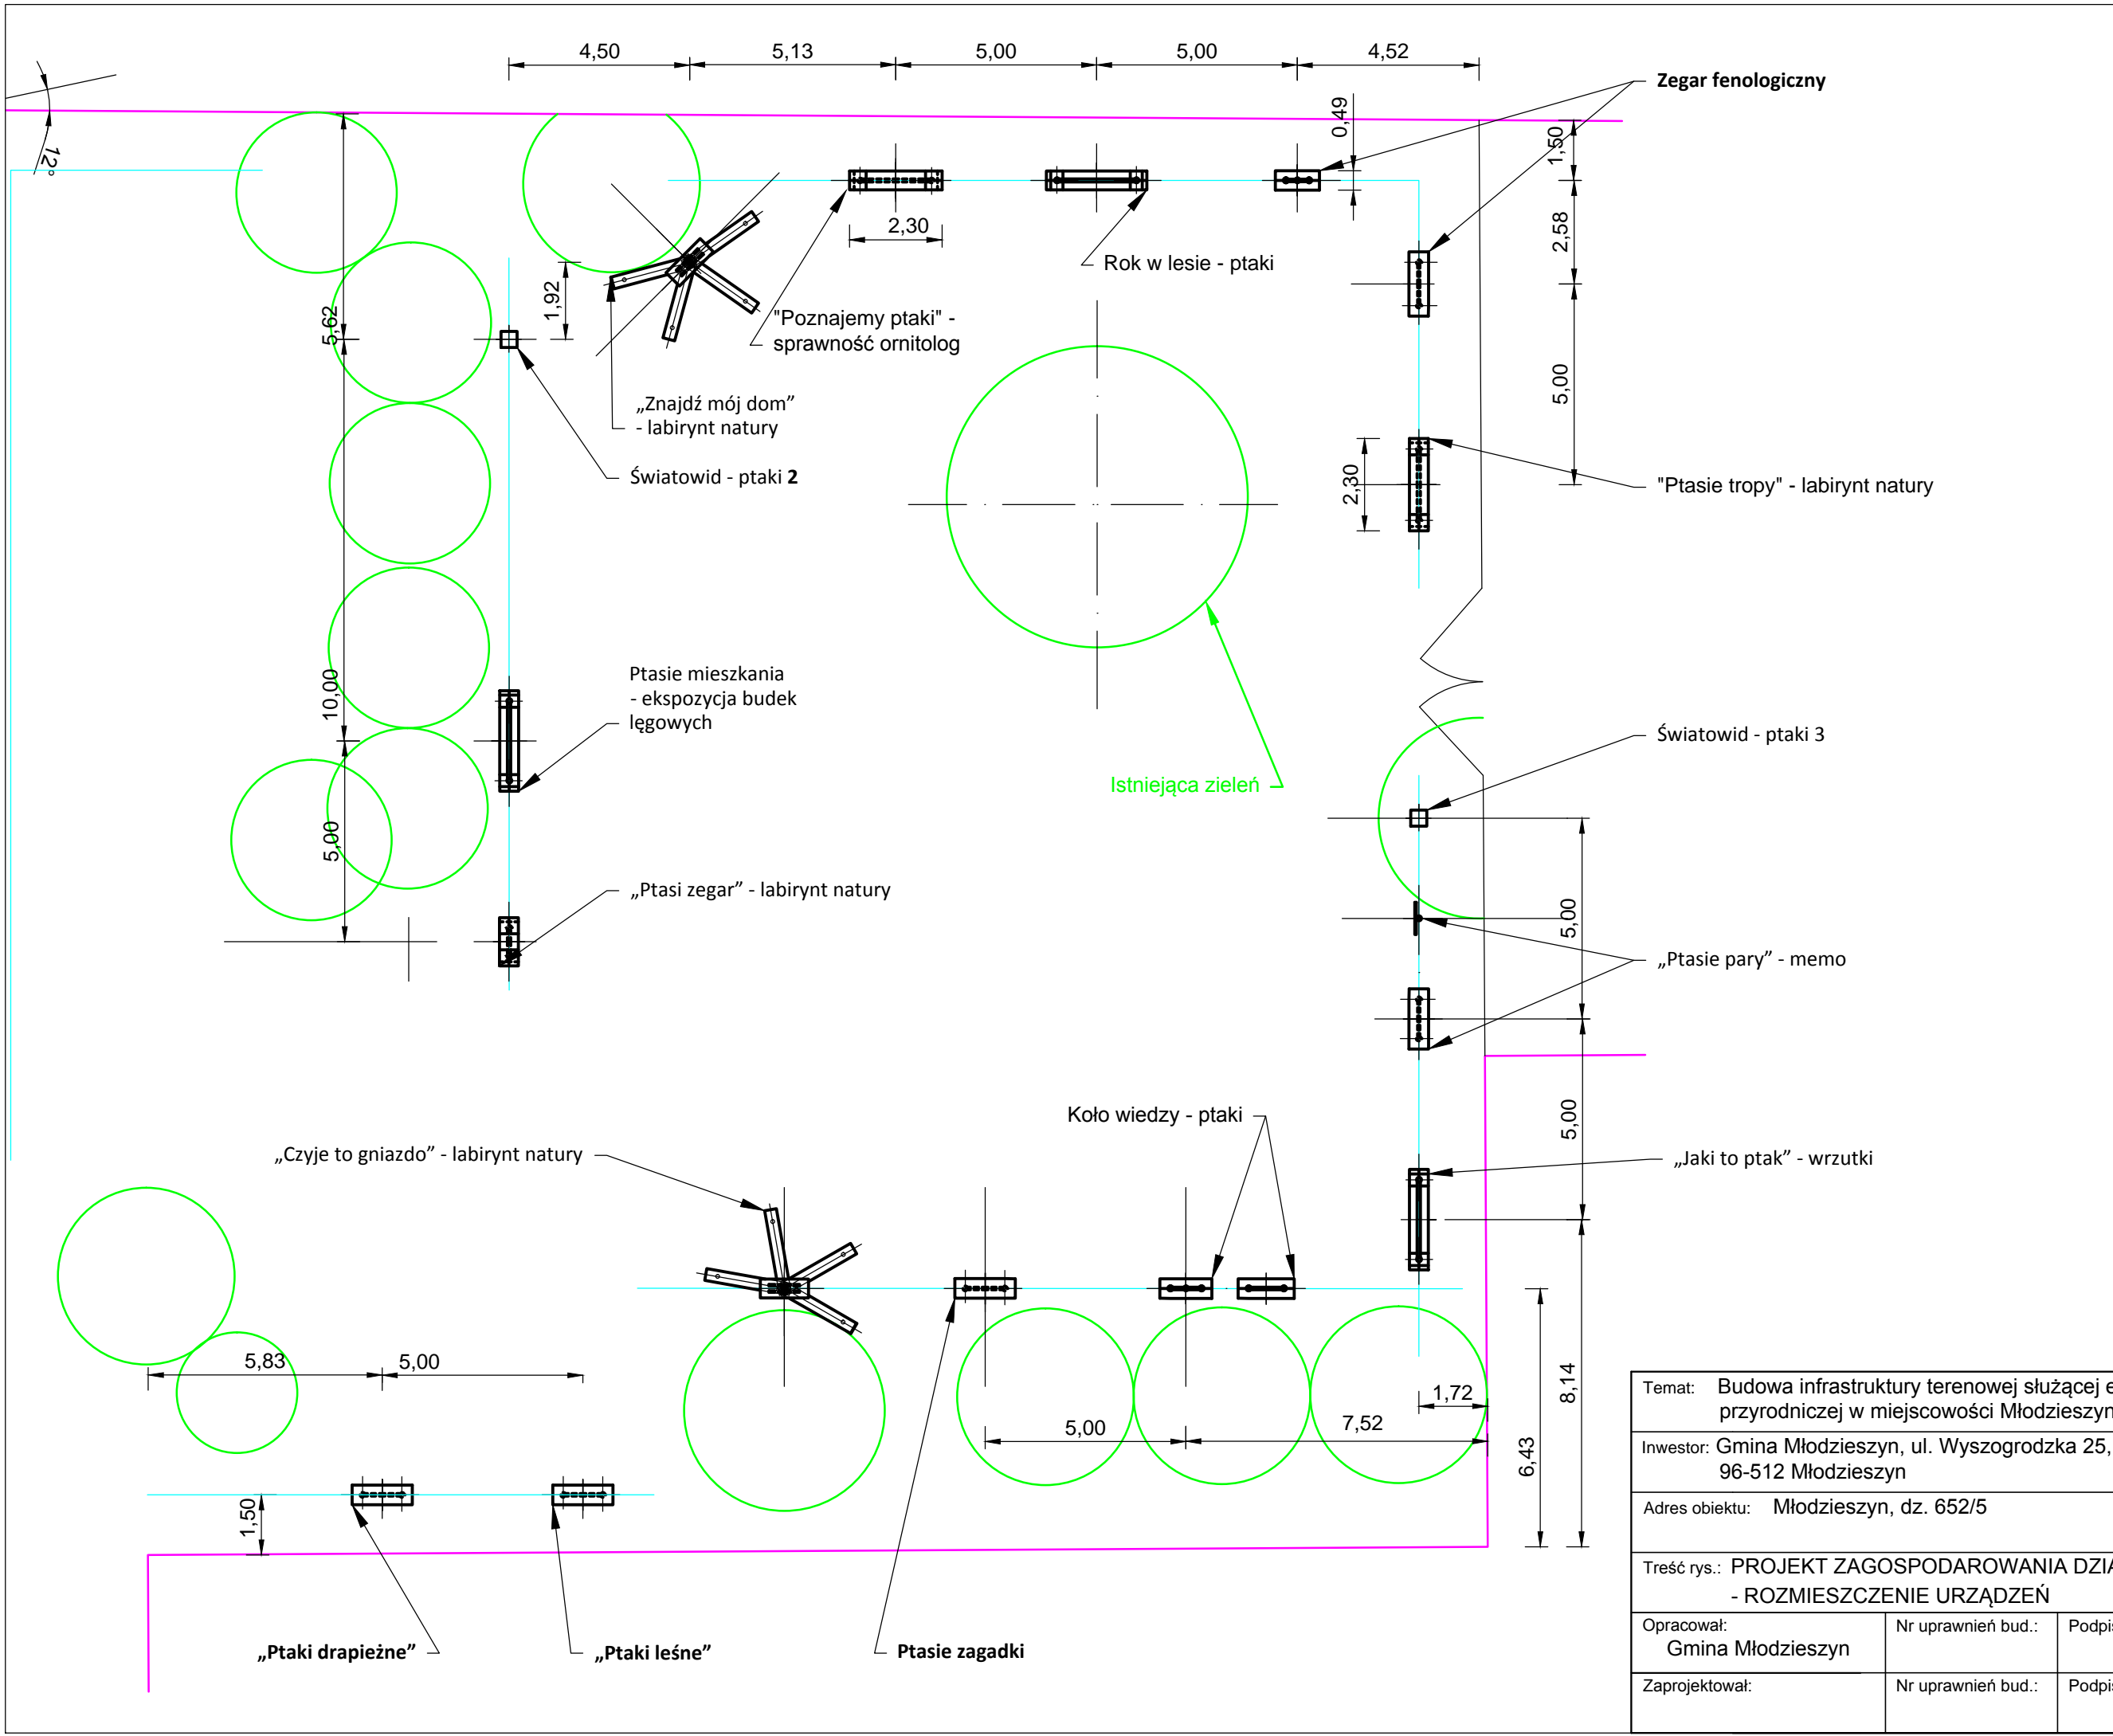 4,50
5,13
5,00
5,00
4,52
Zegar fenologiczny
12°
0,49
1,50
2,58
5,00
2,30
Rok w lesie - ptaki
1,92
5,62
"Poznajemy ptaki" -
sprawność ornitolog
„Znajdź mój dom”
- labirynt natury
Światowid - ptaki 2
2,30
"Ptasie tropy" - labirynt natury
Ptasie mieszkania
- ekspozycja budek
lęgowych
10,00
5,00
Istniejąca zieleń
Światowid - ptaki 3
„Ptasi zegar” - labirynt natury
5,00
„Ptasie pary” - memo
5,00
Koło wiedzy - ptaki
„Czyje to gniazdo” - labirynt natury
„Jaki to ptak” - wrzutki
5,83
5,00
1,72
5,00
7,52
8,14
6,43
1,50
„Ptaki drapieżne”
„Ptaki leśne”
Ptasie zagadki
Temat: Budowa infrastruktury terenowej służącej e
przyrodniczej w miejscowości Młodzieszyn
Inwestor: Gmina Młodzieszyn, ul. Wyszogrodzka 25,
96-512 Młodzieszyn
Adres obiektu: Młodzieszyn, dz. 652/5
Treść rys.: PROJEKT ZAGOSPODAROWANIA DZIA
- ROZMIESZCZENIE URZĄDZEŃ
Opracował: Nr uprawnień bud.: Podpis
Gmina Młodzieszyn
Zaprojektował: Nr uprawnień bud.: Podpis